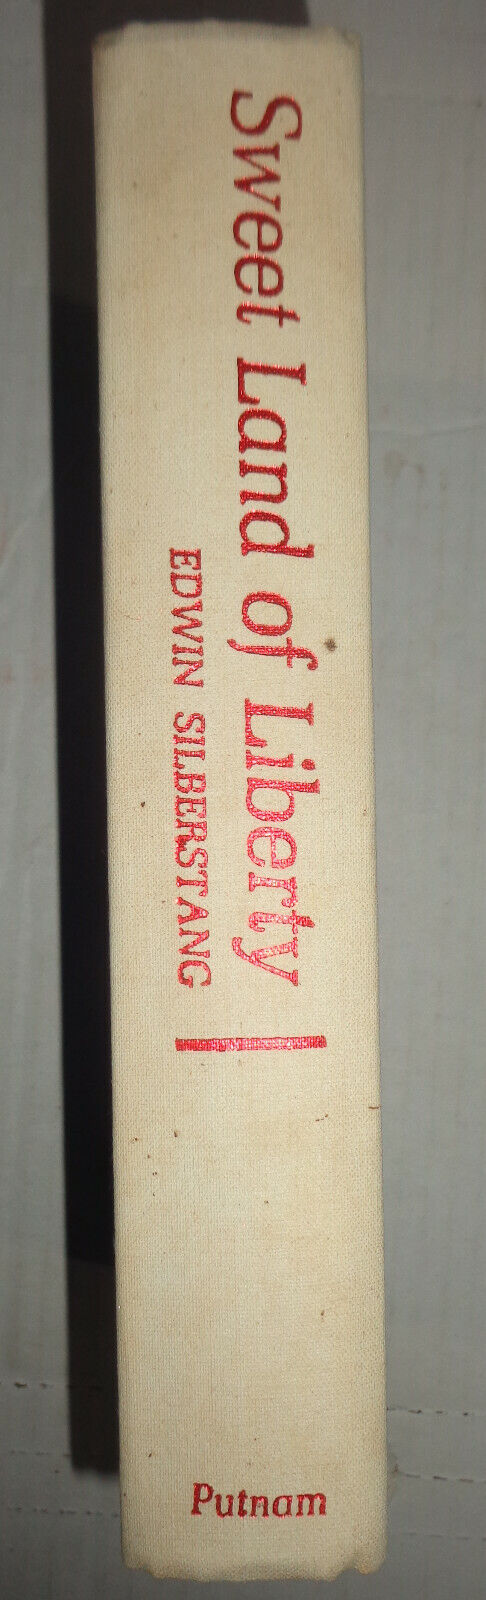 Sweet Land of Liberty
EDWIN SILBERSTANG
Putnam